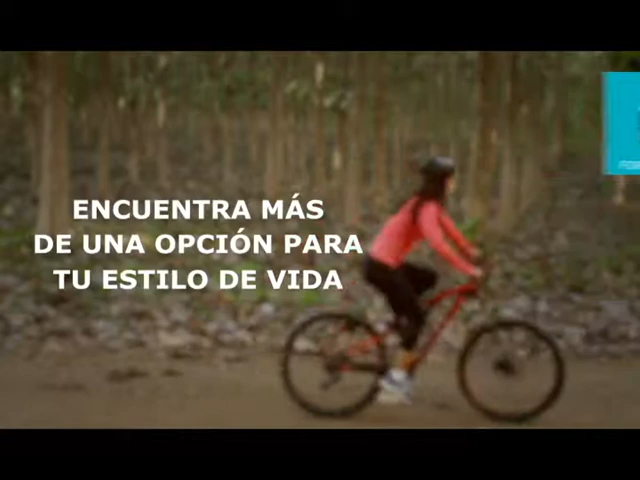 ENCUENTRA MÁS
DE UNA OPCIÓN PARA
TU ESTILO DE VIDA